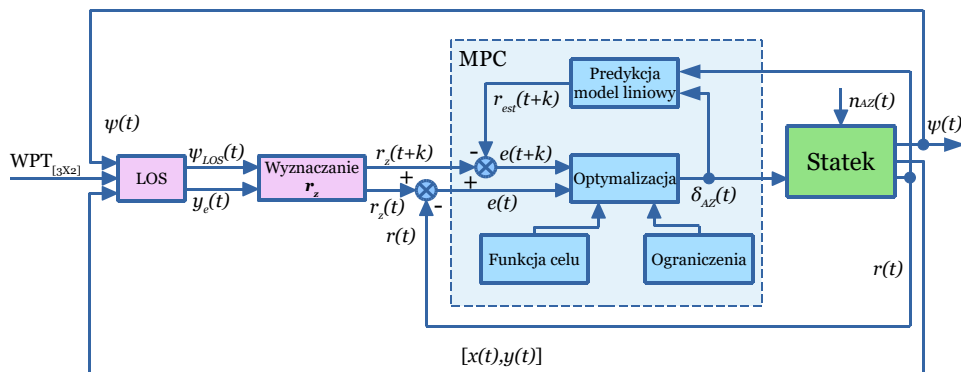 MPC
Predykcja
model liniowy
r_est(t+k)
n_AZ(t)
ψ(t)
ψ(t)
WPT_[3X2]
LOS
ψ_LOS(t)
y_e(t)
Wyznaczanie
r_z
r_z(t+k)
-
e(t+k)
+
+
r_z(t)
-
e(t)
r(t)
Optymalizacja
δ_AZ(t)
Statek
Funkcja celu
Ograniczenia
r(t)
[x(t),y(t)]